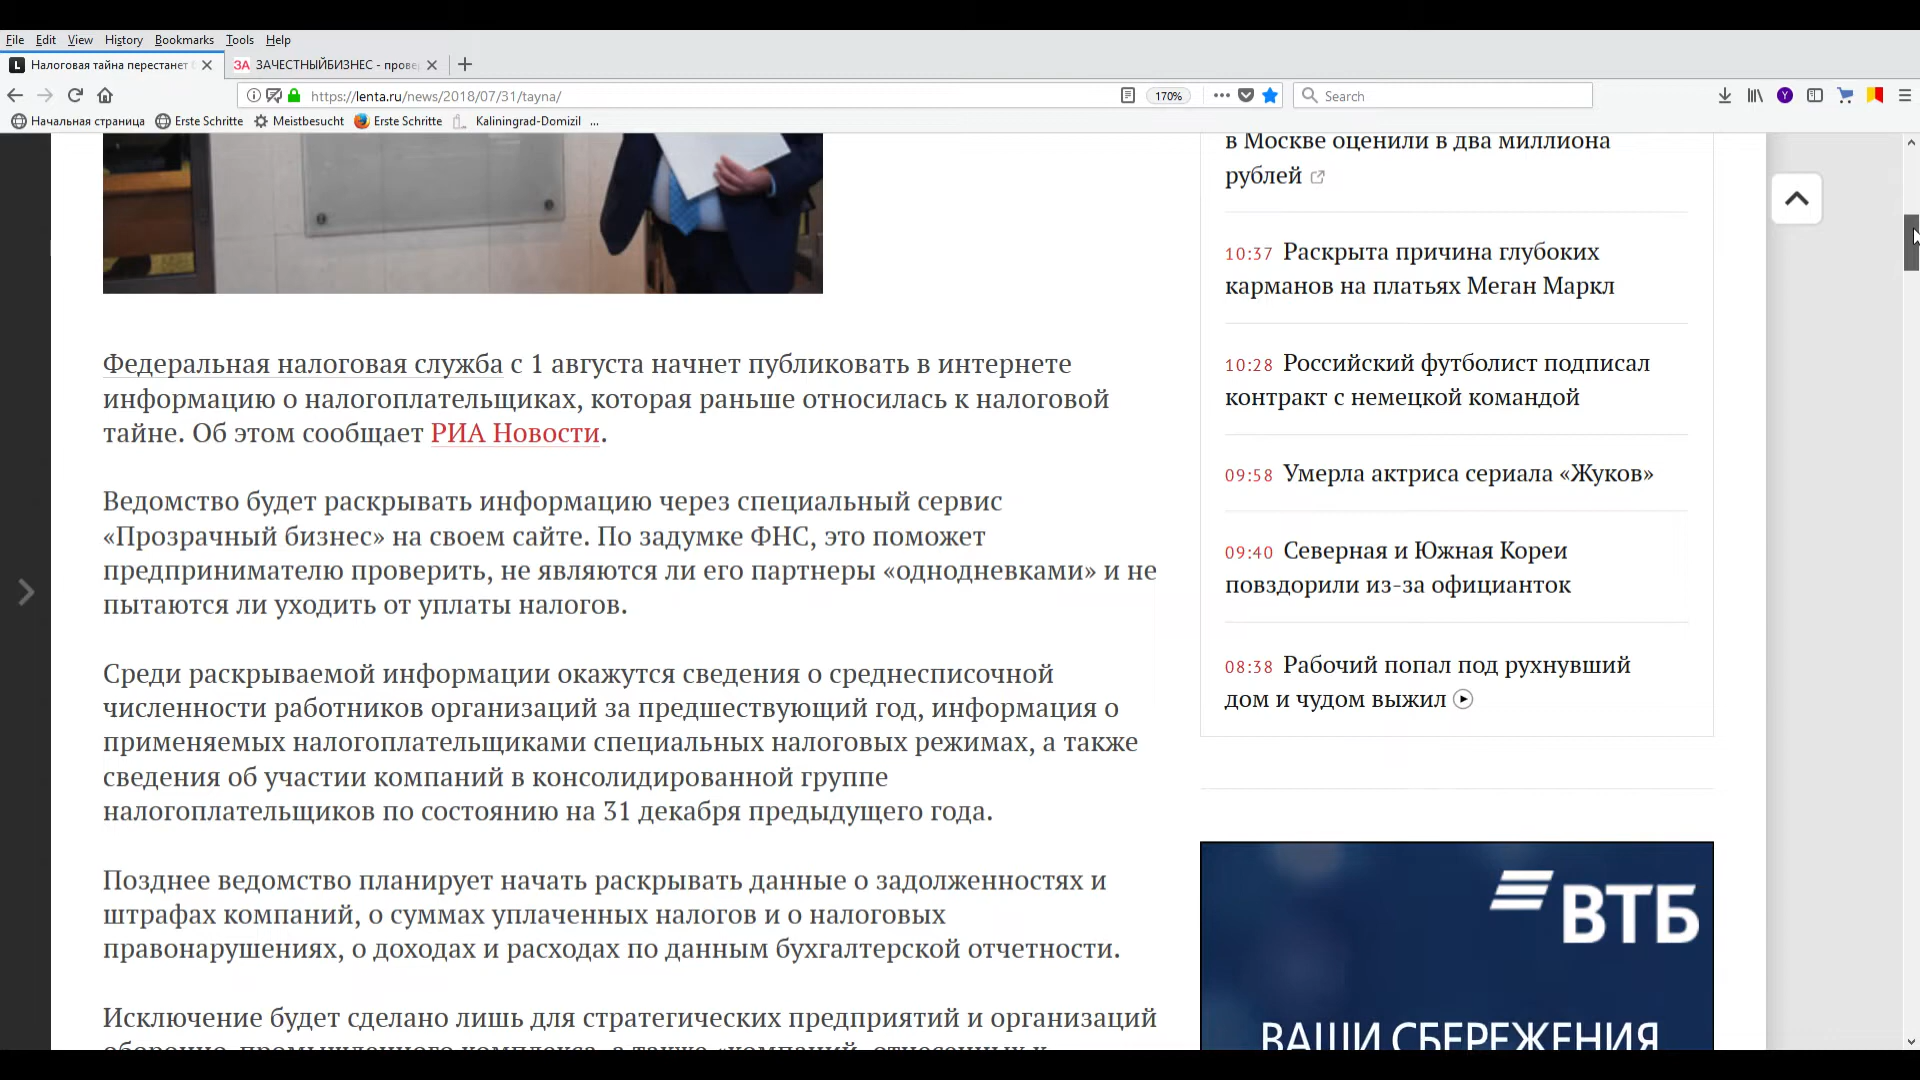 File Edit View History Bookmarks Tools Help
Налоговая тайна перестанет
ЗА ЗАЧЕСТНЫЙБИЗНЕС - прове
https://lenta.ru/news/2018/07/31/tayna/
170%
Search
Начальная страница Erste Schritte Meistbesucht Erste Schritte Kaliningrad-Domizil ...
Федеральная налоговая служба с 1 августа начнет публиковать в интернете
информацию о налогоплательщиках, которая раньше относилась к налоговой
тайне. Об этом сообщает РИА Новости.
Ведомство будет раскрывать информацию через специальный сервис
«Прозрачный бизнес» на своем сайте. По задумке ФНС, это поможет
предпринимателю проверить, не являются ли его партнеры «однодневками» и не
пытаются ли уходить от уплаты налогов.
Среди раскрываемой информации окажутся сведения о среднесписочной
численности работников организаций за предшествующий год, информация о
применяемых налогоплательщиками специальных налоговых режимах, а также
сведения об участии компаний в консолидированной группе
налогоплательщиков по состоянию на 31 декабря предыдущего года.
Позднее ведомство планирует начать раскрывать данные о задолженностях и
штрафах компаний, о суммах уплаченных налогов и о налоговых
правонарушениях, о доходах и расходах по данным бухгалтерской отчетности.
Исключение будет сделано лишь для стратегических предприятий и организаций
в Москве оценили в два миллиона
рублей
10:37 Раскрыта причина глубоких
карманов на платьях Меган Маркл
10:28 Российский футболист подписал
контракт с немецкой командой
09:58 Умерла актриса сериала «Жуков»
09:40 Северная и Южная Кореи
повздорили из-за официанток
08:38 Рабочий попал под рухнувший
дом и чудом выжил
ВТБ
ВАШИ СБЕРЕЖЕНИЯ